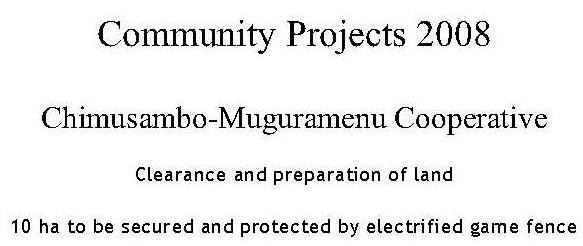 Community Projects 2008
Chimusambo-Muguramenu Cooperative
Clearance and preparation of land
10 ha to be secured and protected by electrified game fence